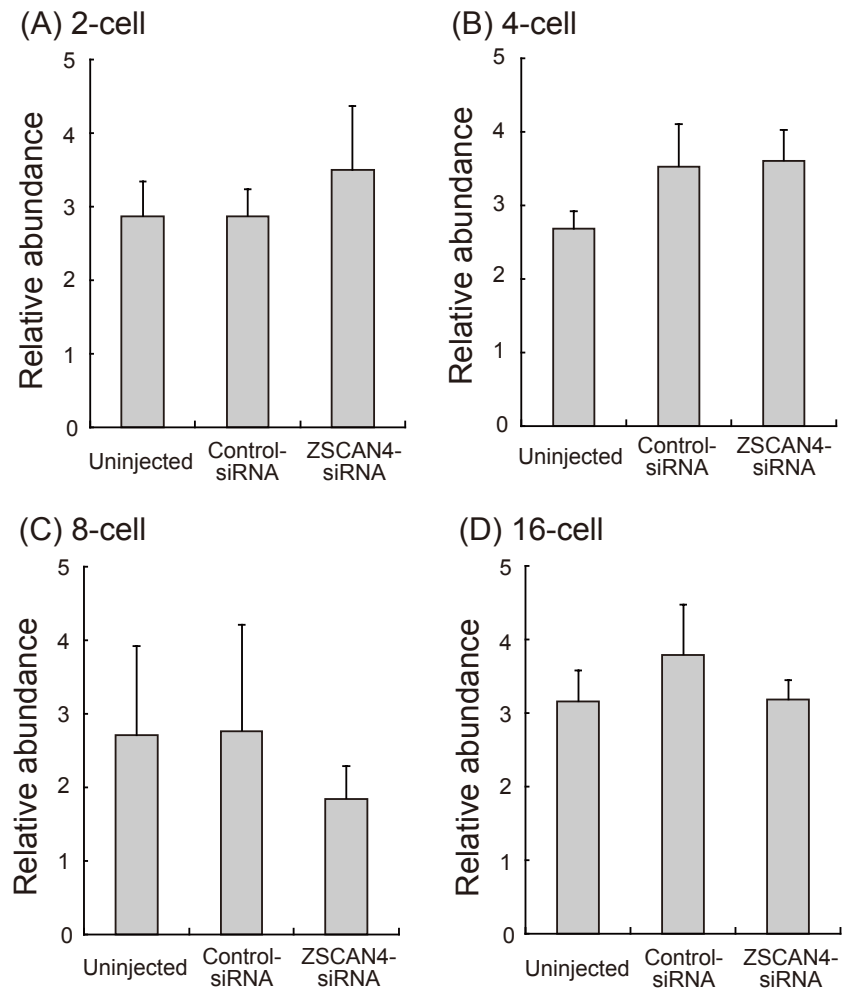 (A) 2-cell
Relative abundance
5
4
3
2
1
0
Uninjected
Control-
siRNA
ZSCAN4-
siRNA
(B) 4-cell
Relative abundance
5
4
3
2
1
0
Uninjected
Control-
siRNA
ZSCAN4-
siRNA
(C) 8-cell
Relative abundance
5
4
3
2
1
0
Uninjected
Control-
siRNA
ZSCAN4-
siRNA
(D) 16-cell
Relative abundance
5
4
3
2
1
0
Uninjected
Control-
siRNA
ZSCAN4-
siRNA